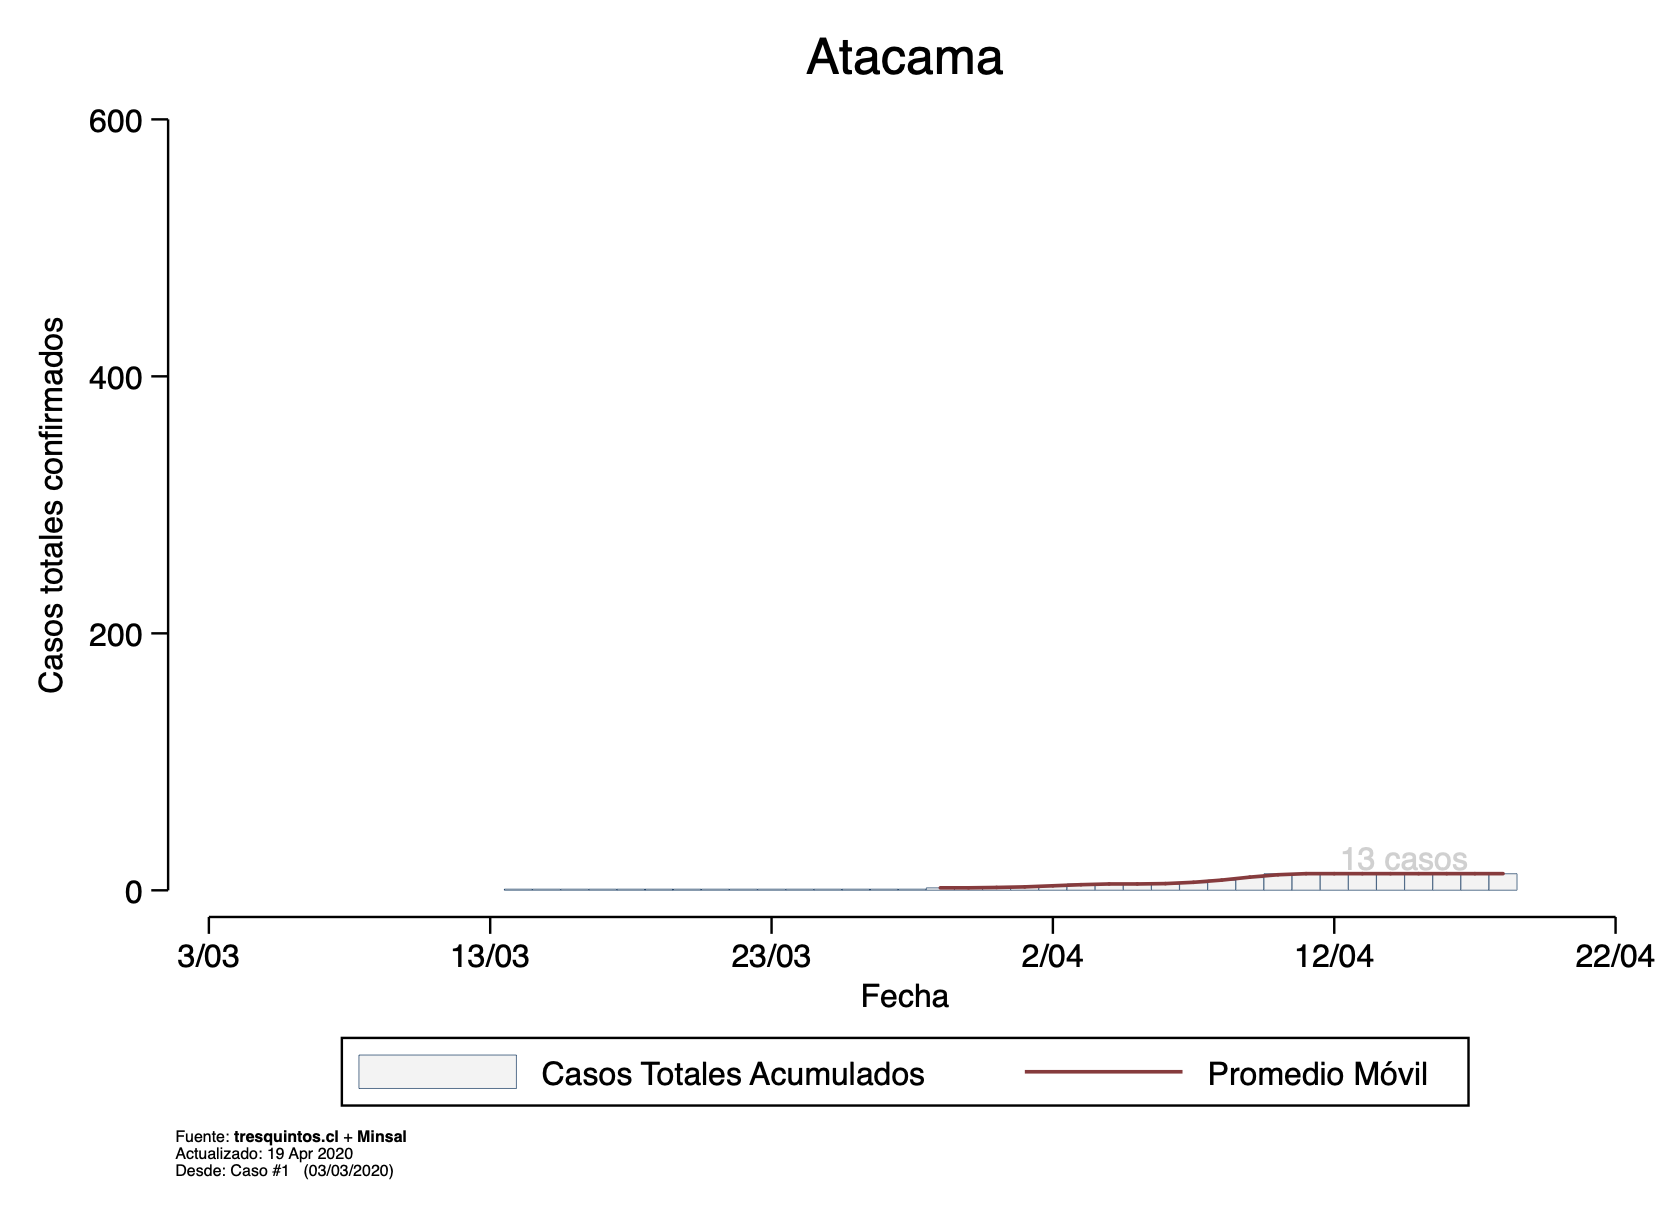 Atacama
600
400
200
0
Casos totales confirmados
13 casos
3/03 13/03 23/03 2/04 12/04 22/04
Fecha
Casos Totales Acumulados Promedio Móvil
Fuente: tresquintos.cl + Minsal
Actualizado: 19 Apr 2020
Desde: Caso #1 (03/03/2020)